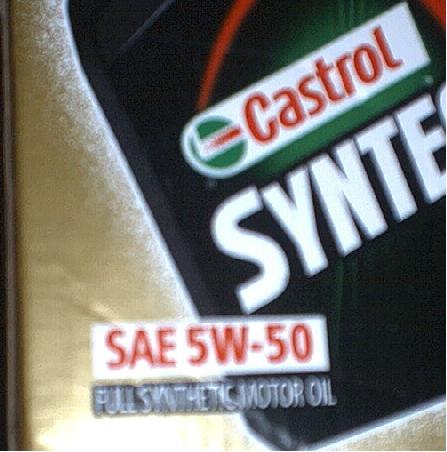 Castrol
SYNTE
SAE 5W-50
FULL SYNTHETIC MOTOR OIL